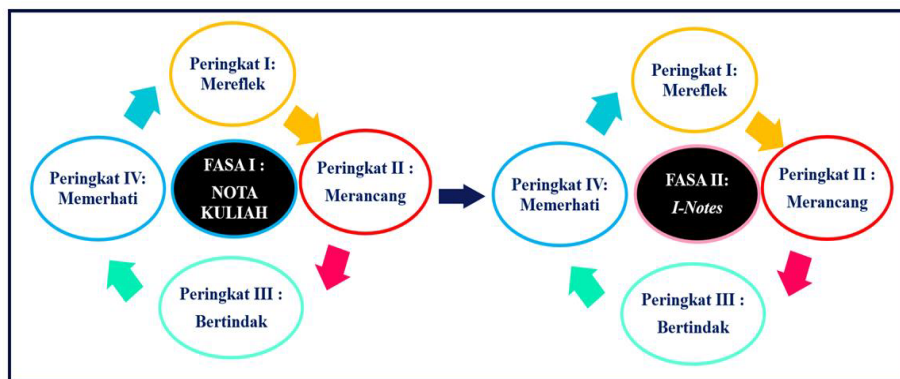 Peringkat I:
Mereflek
Peringkat IV:
Memerhati
FASA I :
NOTA
KULIAH
Peringkat II :
Merancang
Peringkat III :
Bertindak
Peringkat I:
Mereflek
Peringkat IV:
Memerhati
FASA II:
I-Notes
Peringkat II :
Merancang
Peringkat III :
Bertindak